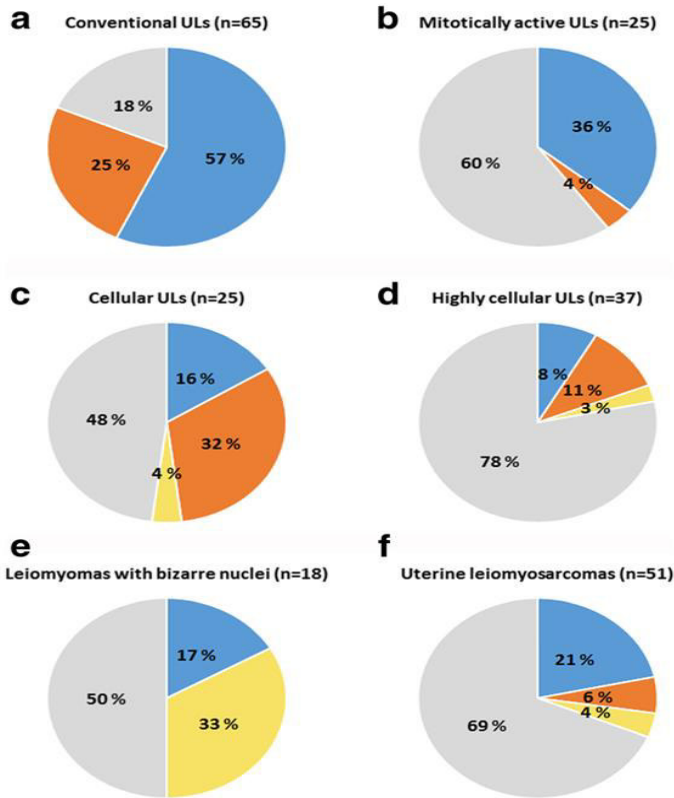 a Conventional ULs (n=65)
18 %
25 %
57 %
b Mitotically active ULs (n=25)
36 %
60 %
4 %
c Cellular ULs (n=25)
16 %
48 %
32 %
4 %
d Highly cellular ULs (n=37)
8 %
11 %
3 %
78 %
e
Leiomyomas with bizarre nuclei (n=18)
17 %
50 %
33 %
f
Uterine leiomyosarcomas (n=51)
21 %
6 %
4 %
69 %